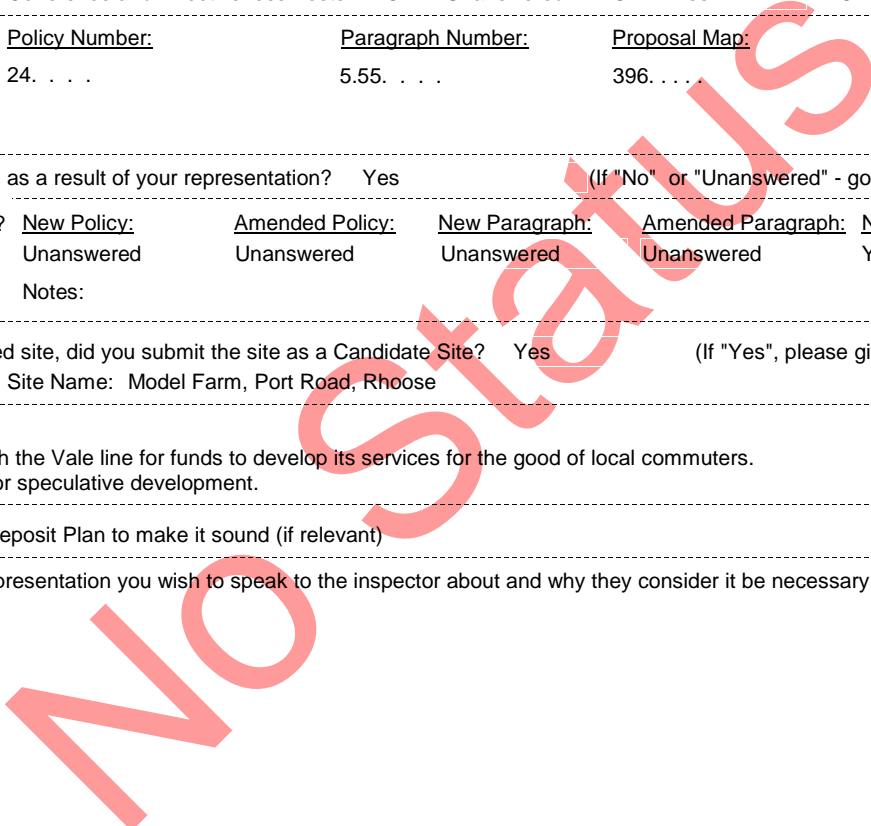 Policy Number: Paragraph Number: Proposal Map:
24. . . . 5.55. . . . 396. . . . .
as a result of your representation? Yes (If "No" or "Unanswered" - go
? New Policy: Amended Policy: New Paragraph: Amended Paragraph: N
Unanswered Unanswered Unanswered Unanswered Y
Notes:
ed site, did you submit the site as a Candidate Site? Yes (If "Yes", please gi
Site Name: Model Farm, Port Road, Rhoose
h the Vale line for funds to develop its services for the good of local commuters.
or speculative development.
eposit Plan to make it sound (if relevant)
presentation you wish to speak to the inspector about and why they consider it be necessary
No Status